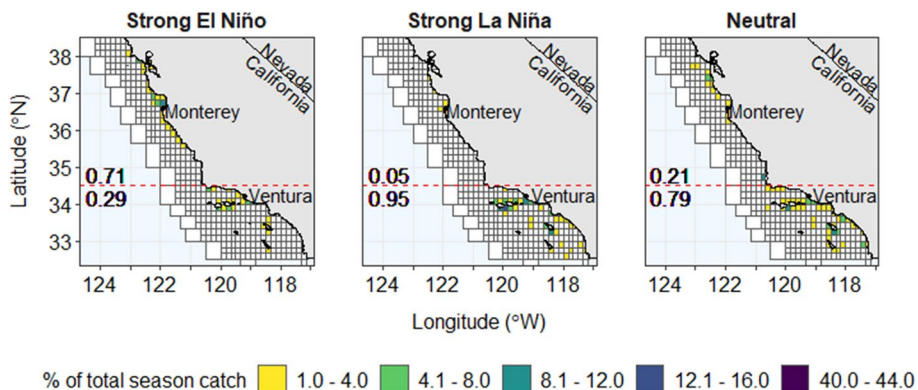 Strong El Niño
Strong La Niña
Neutral
Latitude (°N)
38
37
36
35
34
33
Nevada
California
Monterey
0.71
0.29
Ventura
124 122 120 118
Nevada
California
Monterey
0.05
0.95
Ventura
124 122 120 118
Nevada
California
Monterey
0.21
0.79
Ventura
124 122 120 118
Longitude (°W)
% of total season catch 1.0 - 4.0 4.1 - 8.0 8.1 - 12.0 12.1 - 16.0 40.0 - 44.0